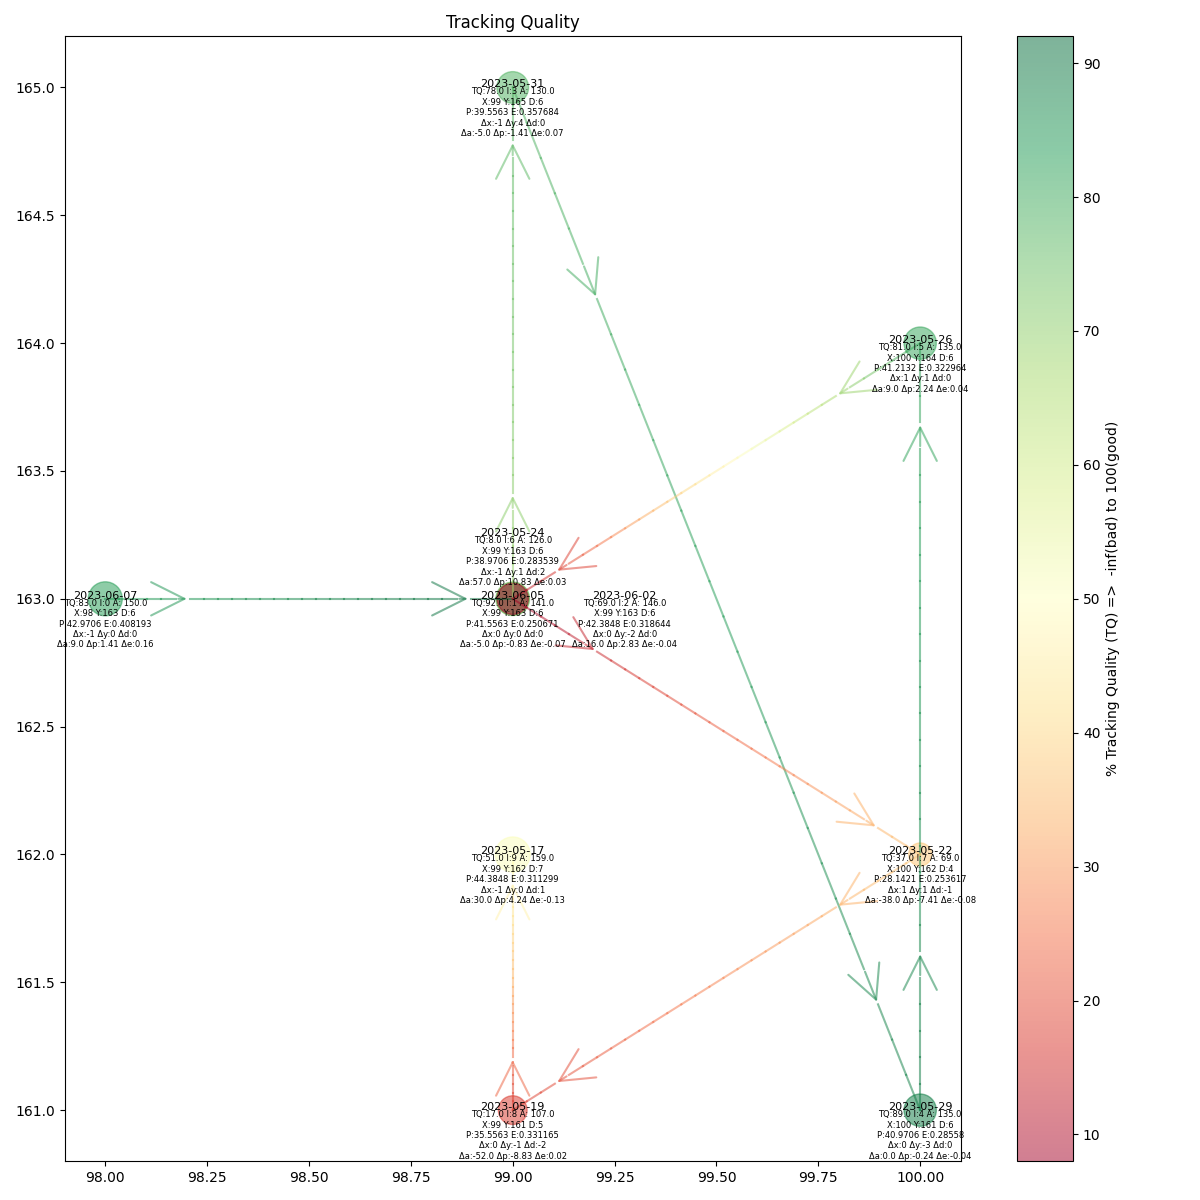 Tracking Quality
165.0
164.5
164.0
163.5
163.0
162.5
162.0
161.5
161.0
98.00
98.25
98.50
98.75
99.00
99.25
99.50
99.75
100.00
2023-05-31
TQ:78.0 I:3 A: 130.0
X:99 Y:165 D:6
P:39.5563 E:0.357684
Δx:-1 Δy:4 Δd:0
Δa:-5.0 Δp:-1.41 Δe:0.07
2023-05-26
TQ:81.0 I:5 A: 135.0
X:100 Y:164 D:6
P:41.2132 E:0.322964
Δx:1 Δy:1 Δd:0
Δa:9.0 Δp:2.24 Δe:0.04
2023-05-24
TQ:8.0 I:6 A: 126.0
X:99 Y:163 D:6
P:38.9706 E:0.283539
Δx:-1 Δy:1 Δd:2
Δa:57.0 Δp:10.83 Δe:0.03
2023-06-07
TQ:83.0 I:0 A: 150.0
X:98 Y:163 D:6
P:42.9706 E:0.408193
Δx:-1 Δy:0 Δd:0
Δa:9.0 Δp:1.41 Δe:0.16
2023-06-05
TQ:92.0 I:1 A: 141.0
X:99 Y:163 D:6
P:41.5563 E:0.250671
Δx:0 Δy:0 Δd:0
Δa:-5.0 Δp:-0.83 Δe:-0.07
2023-06-02
TQ:69.0 I:2 A: 146.0
X:99 Y:163 D:6
P:42.3848 E:0.318644
Δx:0 Δy:-2 Δd:0
Δa:16.0 Δp:2.83 Δe:-0.04
2023-05-17
TQ:51.0 I:9 A: 159.0
X:99 Y:162 D:7
P:44.3848 E:0.311299
Δx:-1 Δy:0 Δd:1
Δa:30.0 Δp:4.24 Δe:-0.13
2023-05-22
TQ:37.0 I:7 A: 69.0
X:100 Y:162 D:4
P:28.1421 E:0.253617
Δx:1 Δy:1 Δd:-1
Δa:-38.0 Δp:-7.41 Δe:-0.08
2023-05-19
TQ:17.0 I:8 A: 107.0
X:99 Y:161 D:5
P:35.5563 E:0.331165
Δx:0 Δy:-1 Δd:-2
Δa:-52.0 Δp:-8.83 Δe:0.02
2023-05-29
TQ:89.0 I:4 A: 135.0
X:100 Y:161 D:6
P:40.9706 E:0.28558
Δx:0 Δy:-3 Δd:0
Δa:0.0 Δp:-0.24 Δe:-0.04
90
80
70
60
50
40
30
20
10
% Tracking Quality (TQ) => -inf(bad) to 100(good)